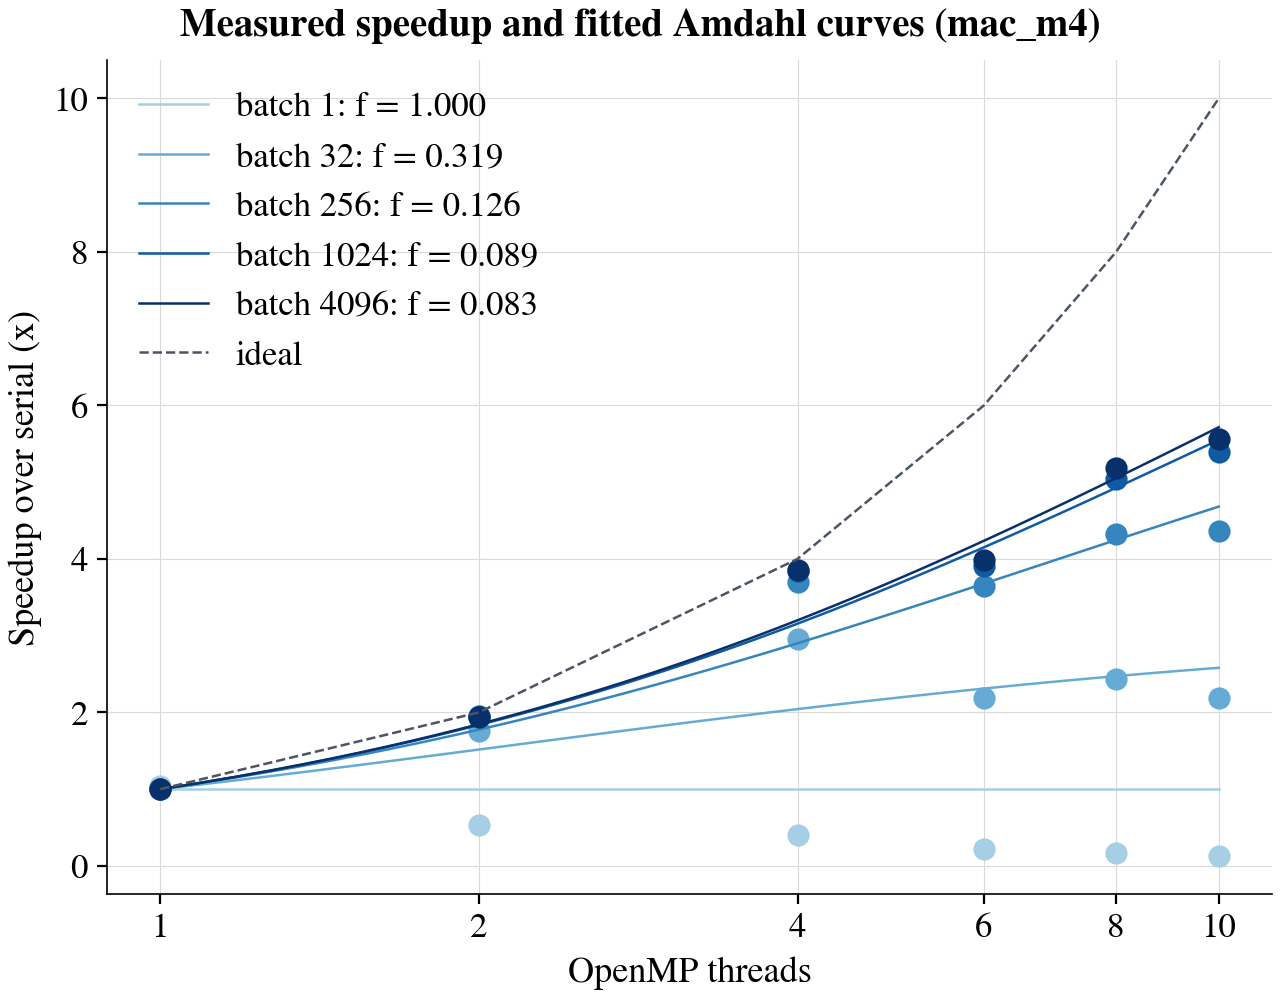 Measured speedup and fitted Amdahl curves (mac_m4)
batch 1: f = 1.000
batch 32: f = 0.319
batch 256: f = 0.126
batch 1024: f = 0.089
batch 4096: f = 0.083
ideal
Speedup over serial (x)
10
8
6
4
2
0
1 2 4 6 8 10
OpenMP threads